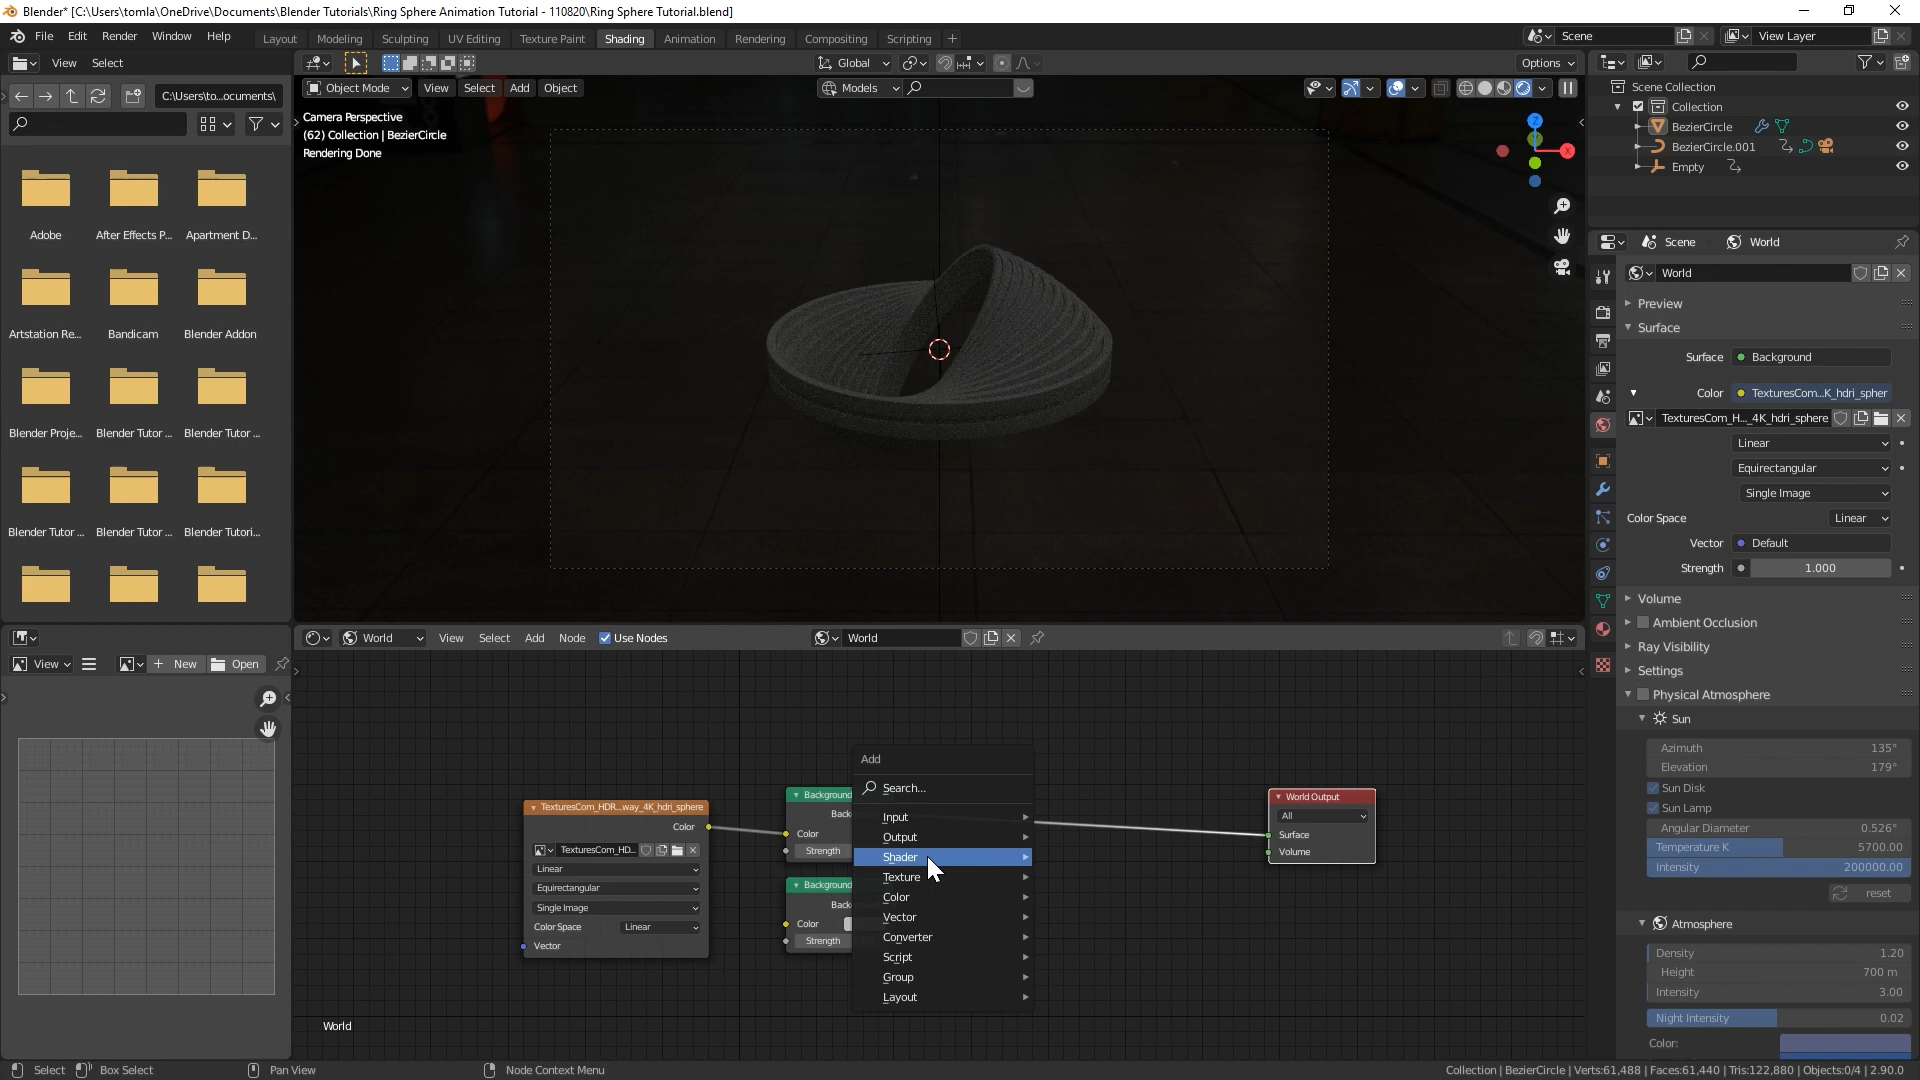 Blender* [C:\Users\tomla\OneDrive\Documents\Blender Tutorials\Ring Sphere Animation Tutorial - 110820\Ring Sphere Tutorial.blend]
File Edit Render Window Help Layout Modeling Sculpting UV Editing Texture Paint Shading Animation Rendering Compositing Scripting + Scene View Layer
View Select Global Options
C:\Users\to...ocuments\ Object Mode View Select Add Object Models
Camera Perspective
(62) Collection | BezierCircle
Rendering Done
Z
X
Scene Collection
Collection
BezierCircle
BezierCircle.001
Empty
Adobe After Effects P... Apartment D...
Artstation Re... Bandicam Blender Addon
Blender Proje... Blender Tutor ... Blender Tutor ...
Blender Tutor ... Blender Tutor ... Blender Tutori...
Scene World
World
Preview
Surface
Surface Background
Color TexturesCom...K_hdri_spher
TexturesCom_H..._4K_hdri_sphere
Linear
Equirectangular
Single Image
Color Space Linear
Vector Default
Strength 1.000
Volume
Ambient Occlusion
Ray Visibility
Settings
Physical Atmosphere
Sun
Azimuth 135°
Elevation 179°
Sun Disk
Sun Lamp
Angular Diameter 0.526°
Temperature K 5700.00
Intensity 200000.00
reset
Atmosphere
Density 1.20
Height 700 m
Intensity 3.00
Night Intensity 0.02
Color:
View + New Open
World View Select Add Node Use Nodes World
TexturesCom_HDR...way_4K_hdri_sphere
Color
TexturesCom_HD...
Linear
Equirectangular
Single Image
Color Space Linear
Vector
Background
Back
Color
Strength
Background
Back
Color
Strength
Add
Search...
Input
Output
Shader
Texture
Color
Vector
Converter
Script
Group
Layout
World Output
All
Surface
Volume
World
Select Box Select Pan View Node Context Menu Collection | BezierCircle | Verts:61,488 | Faces:61,440 | Tris:122,880 | Objects:0/4 | 2.90.0